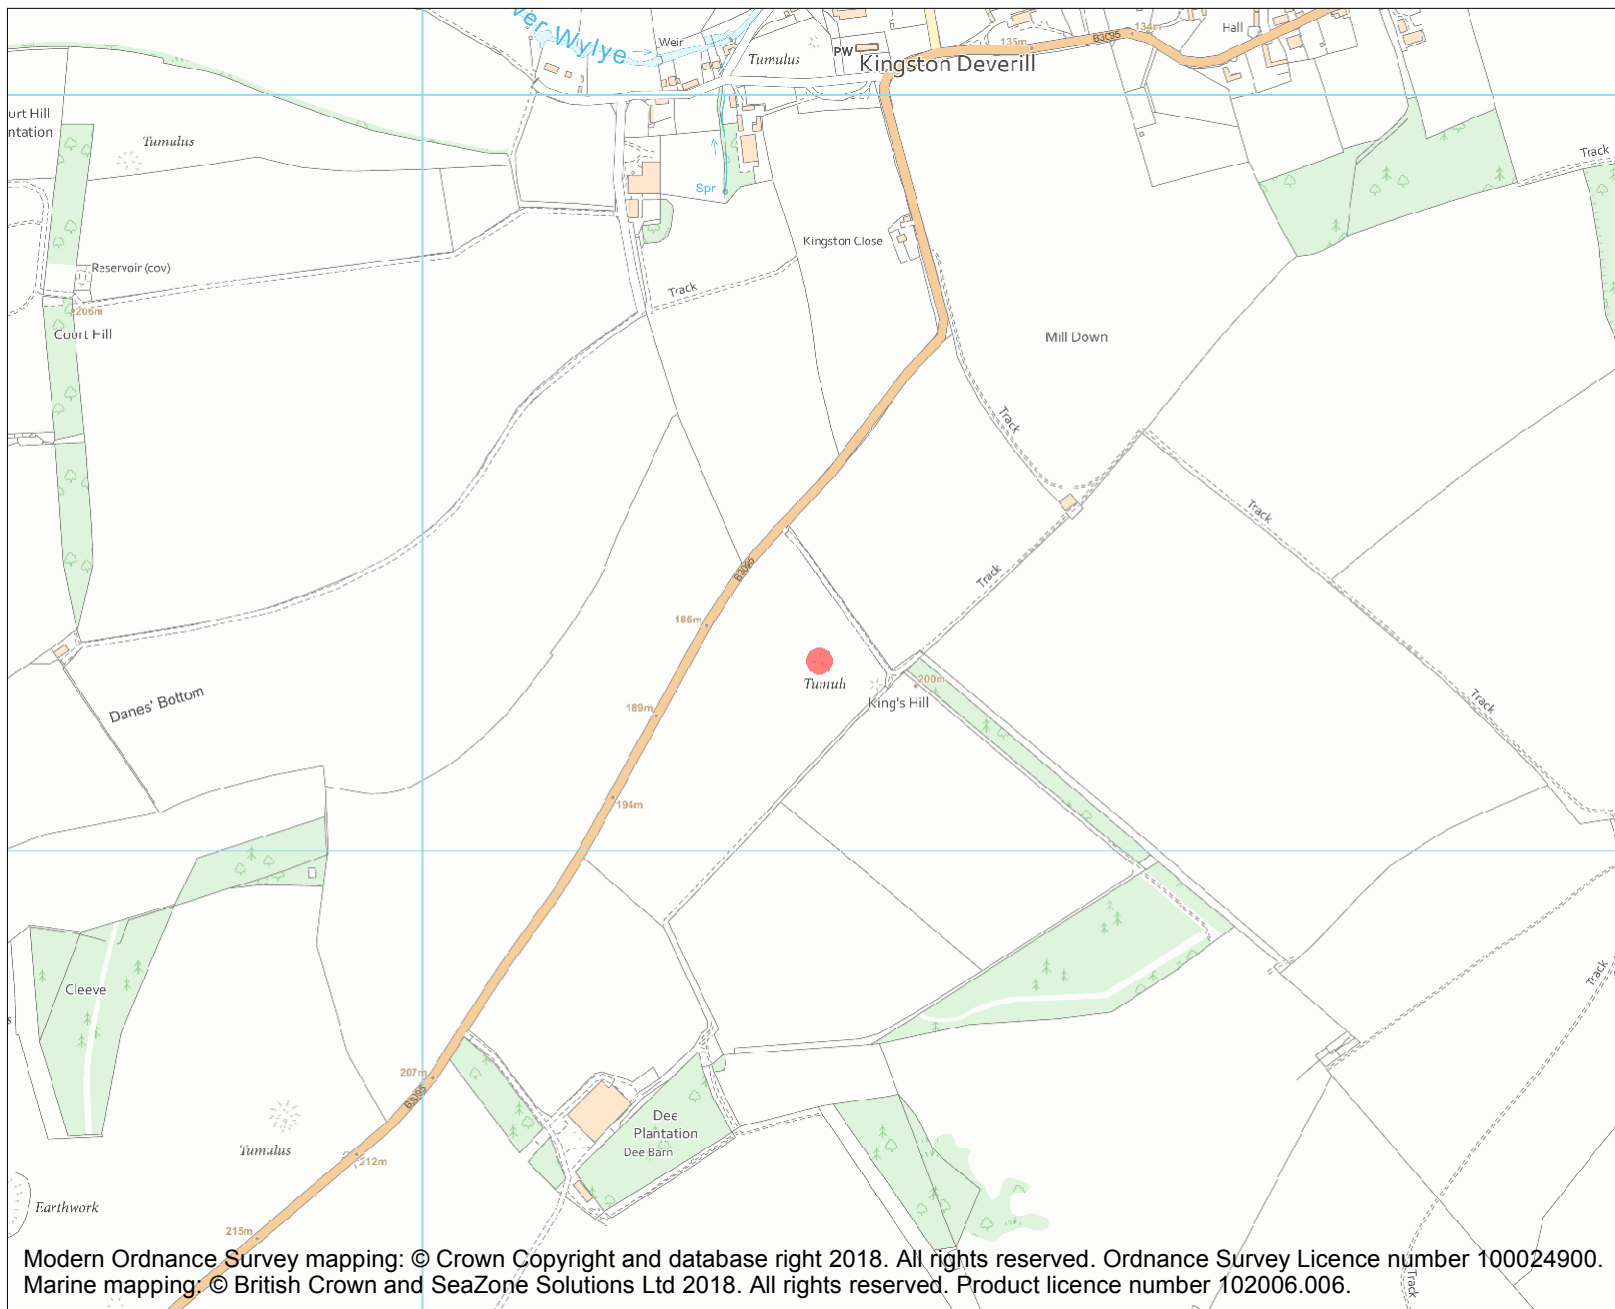 ver Wylye
Weir
Tumulus
PW
Kingston Deverill
135m
B3095
134m
Hall
urt Hill
ntation
Tumulus
Track
Spr
Kingston Close
Reservoir (cov)
Track
206m
Court Hill
Mill Down
Track
Track
B3095
Track
186m
Tumuli
200m
King's Hill
Danes' Bottom
189m
Track
194m
Cleeve
Track
s
207m
B3095
Dee
Plantation
Dee Barn
Tumulus
212m
Earthwork
215m
Track
Modern Ordnance Survey mapping: © Crown Copyright and database right 2018. All rights reserved. Ordnance Survey Licence number 100024900.
Marine mapping: © British Crown and SeaZone Solutions Ltd 2018. All rights reserved. Product licence number 102006.006.